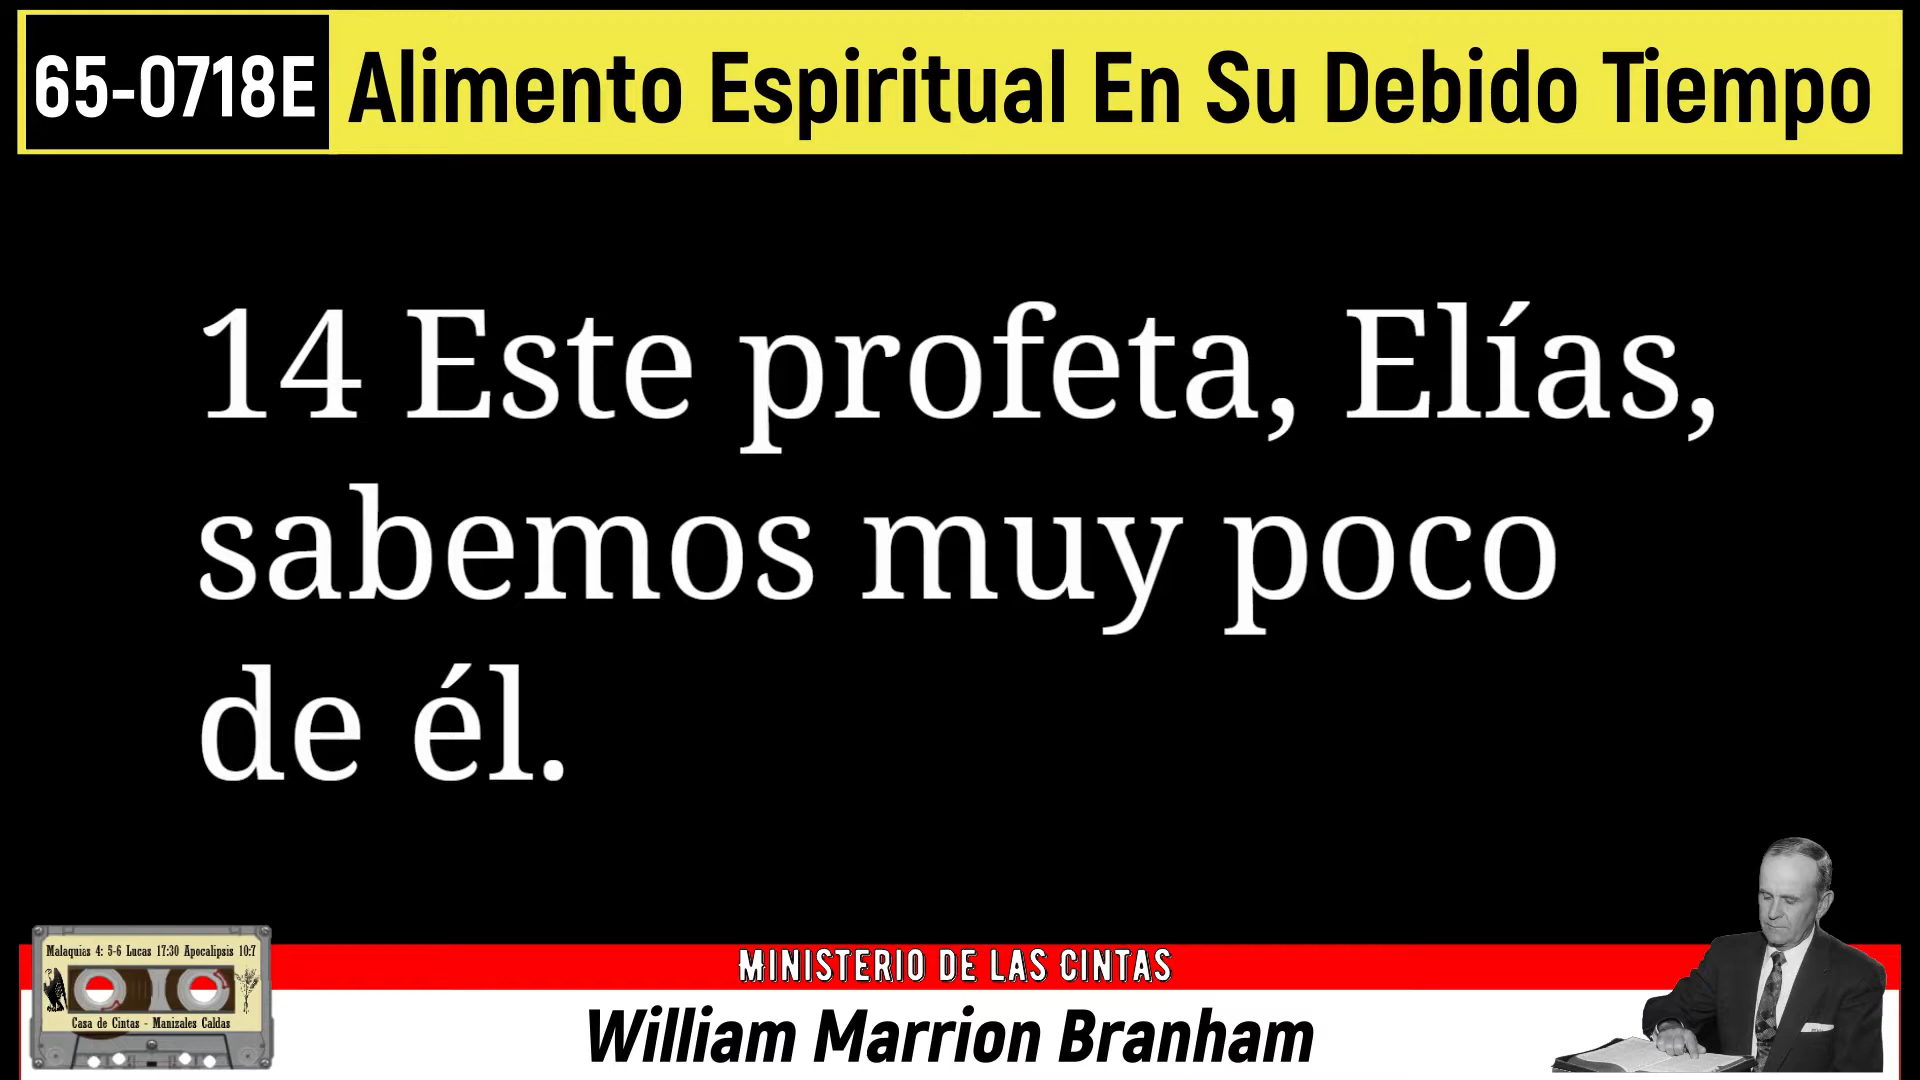 65-0718E Alimento Espiritual En Su Debido Tiempo
14 Este profeta, Elías,
sabemos muy poco
de él.
Malaquias 4: 5-6 Lucas 17:30 Apocalipsis 10:7
Casa de Cintas - Manizales Caldas
MINISTERIO DE LAS CINTAS
William Marrion Branham